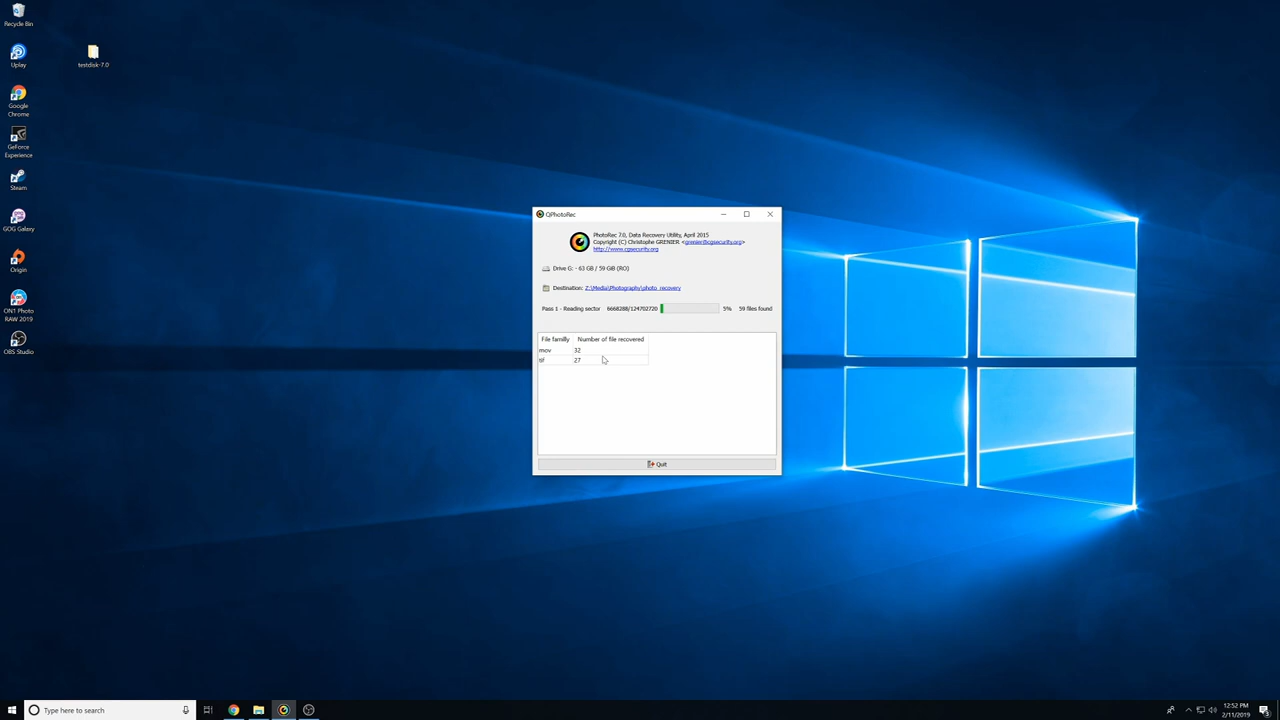 Recycle Bin
Uplay
testdisk-7.0
Google
Chrome
GeForce
Experience
Steam
GOG Galaxy
Origin
ON1 Photo
RAW 2019
OBS Studio
QPhotoRec
PhotoRec 7.0, Data Recovery Utility, April 2015
Copyright (C) Christophe GRENIER <grenier@cgsecurity.org>
http://www.cgsecurity.org
Drive G: - 63 GB / 59 GiB (RO)
Destination: Z:\Media\Photography\photo_recovery
Pass 1 - Reading sector 6668288/124702720 5% 59 files found
File familly Number of file recovered
mov 32
tif 27
Quit
Type here to search
12:52 PM
2/11/2019